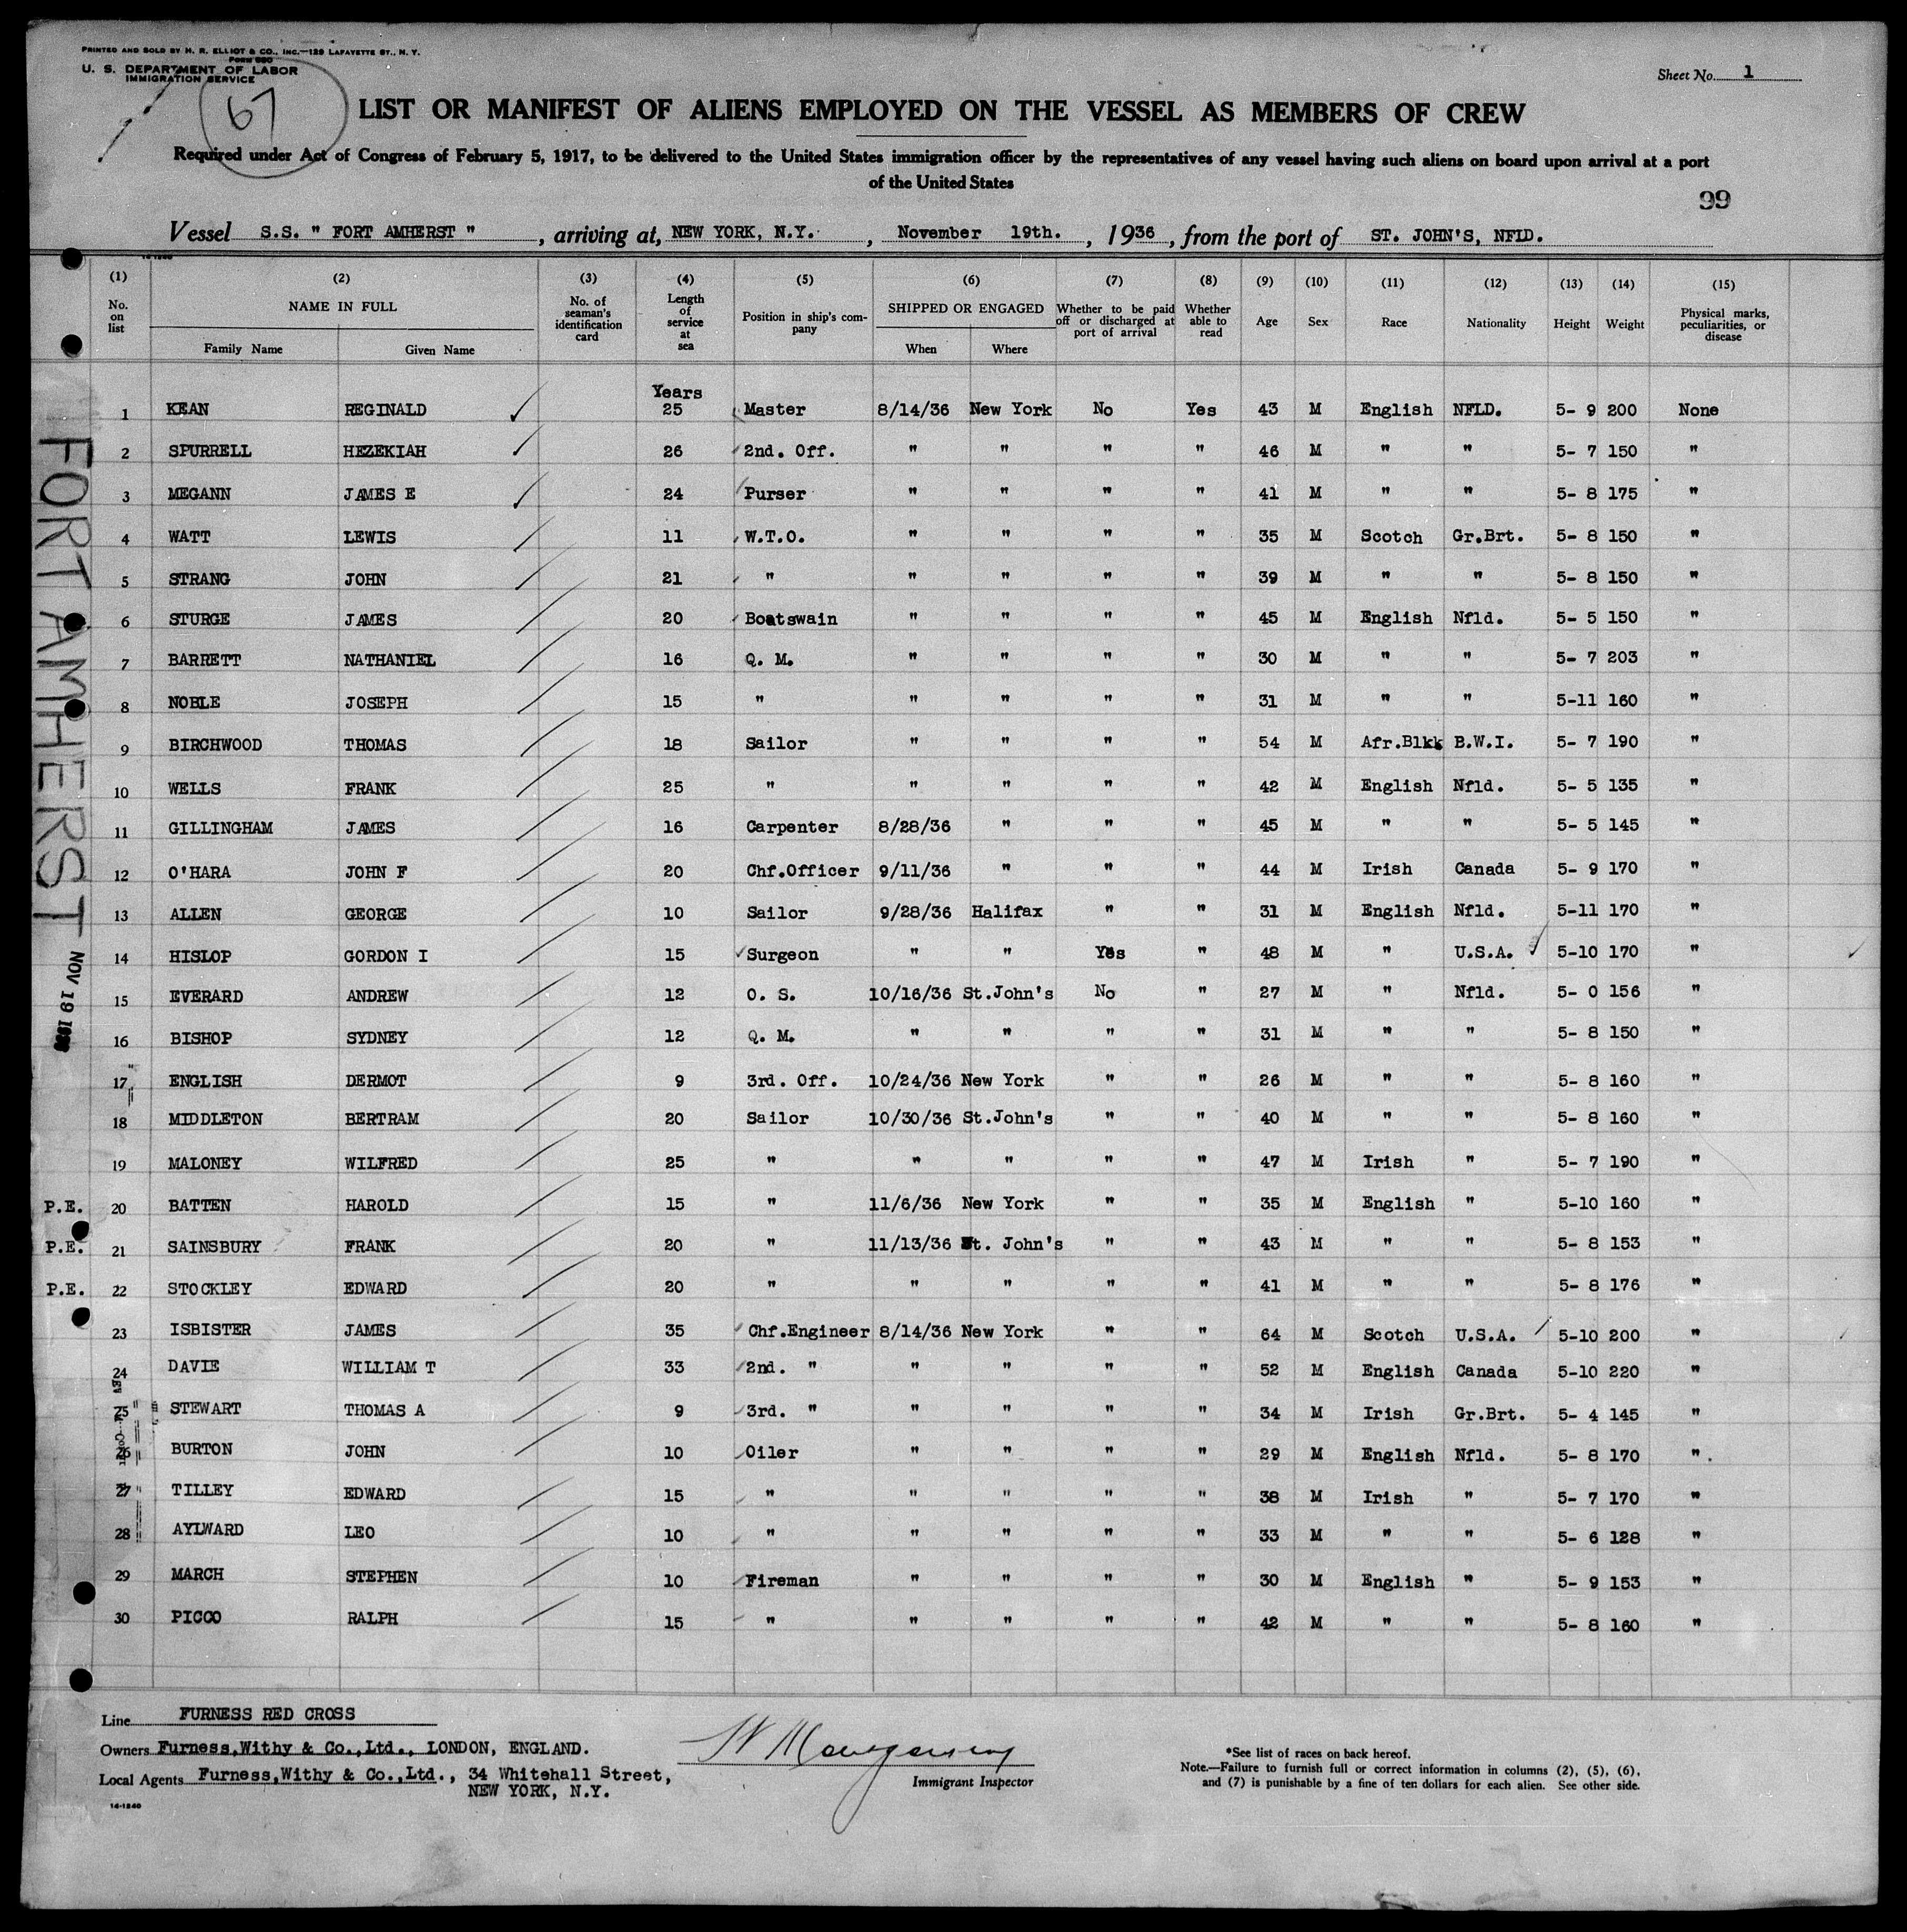 PRINTED AND SOLD BY H. R. ELLIOT & CO., INC.—129 LAFAYETTE ST., N. Y.
Form 680
U. S. DEPARTMENT OF LABOR
IMMIGRATION SERVICE
67
Sheet No. 1
LIST OR MANIFEST OF ALIENS EMPLOYED ON THE VESSEL AS MEMBERS OF CREW
Required under Act of Congress of February 5, 1917, to be delivered to the United States immigration officer by the representatives of any vessel having such aliens on board upon arrival at a port
of the United States
99
Vessel S.S. " FORT AMHERST " , arriving at, NEW YORK, N.Y. , November 19th. , 1936 , from the port of ST. JOHN'S, NFLD.
14-1240
(1) (2) (3) (4) (5) (6) (7) (8) (9) (10) (11) (12) (13) (14) (15)
No. on list NAME IN FULL Family Name Given Name No. of seaman's identification card Length of service at sea Position in ship's company SHIPPED OR ENGAGED When Where Whether to be paid off or discharged at port of arrival Whether able to read Age Sex Race Nationality Height Weight Physical marks, peculiarities, or disease
Years
1 KEAN REGINALD 25 Master 8/14/36 New York No Yes 43 M English NFLD. 5- 9 200 None
2 SPURRELL HEZEKIAH 26 2nd. Off. " " " " 46 M " " 5- 7 150 "
3 MEGANN JAMES E 24 Purser " " " " 41 M " " 5- 8 175 "
4 WATT LEWIS 11 W.T.O. " " " " 35 M Scotch Gr.Brt. 5- 8 150 "
5 STRANG JOHN 21 " " " " " 39 M " " 5- 8 150 "
6 STURGE JAMES 20 Boatswain " " " " 45 M English Nfld. 5- 5 150 "
7 BARRETT NATHANIEL 16 Q. M. " " " " 30 M " " 5- 7 203 "
8 NOBLE JOSEPH 15 " " " " " 31 M " " 5-11 160 "
9 BIRCHWOOD THOMAS 18 Sailor " " " " 54 M Afr.Blkk B.W.I. 5- 7 190 "
10 WELLS FRANK 25 " " " " " 42 M English Nfld. 5- 5 135 "
11 GILLINGHAM JAMES 16 Carpenter 8/28/36 " " " 45 M " " 5- 5 145 "
12 O'HARA JOHN F 20 Chf.Officer 9/11/36 " " " 44 M Irish Canada 5- 9 170 "
13 ALLEN GEORGE 10 Sailor 9/28/36 Halifax " " 31 M English Nfld. 5-11 170 "
14 HISLOP GORDON I 15 Surgeon " " Yes " 48 M " U.S.A. 5-10 170 "
15 EVERARD ANDREW 12 O. S. 10/16/36 St.John's No " 27 M " Nfld. 5- 0 156 "
16 BISHOP SYDNEY 12 Q. M. " " " " 31 M " " 5- 8 150 "
17 ENGLISH DERMOT 9 3rd. Off. 10/24/36 New York " " 26 M " " 5- 8 160 "
18 MIDDLETON BERTRAM 20 Sailor 10/30/36 St.John's " " 40 M " " 5- 8 160 "
19 MALONEY WILFRED 25 " " " " " 47 M Irish " 5- 7 190 "
P.E. 20 BATTEN HAROLD 15 " 11/6/36 New York " " 35 M English " 5-10 160 "
P.E. 21 SAINSBURY FRANK 20 " 11/13/36 St. John's " " 43 M " " 5- 8 153 "
P.E. 22 STOCKLEY EDWARD 20 " " " " " 41 M " " 5- 8 176 "
23 ISBISTER JAMES 35 Chf.Engineer 8/14/36 New York " " 64 M Scotch U.S.A. 5-10 200 "
24 DAVIE WILLIAM T 33 2nd. " " " " " 52 M English Canada 5-10 220 "
25 STEWART THOMAS A 9 3rd. " " " " " 34 M Irish Gr.Brt. 5- 4 145 "
26 BURTON JOHN 10 Oiler " " " " 29 M English Nfld. 5- 8 170 "
27 TILLEY EDWARD 15 " " " " " 38 M Irish " 5- 7 170 "
28 AYLWARD LEO 10 " " " " " 33 M " " 5- 6 128 "
29 MARCH STEPHEN 10 Fireman " " " " 30 M English " 5- 9 153 "
30 PICCO RALPH 15 " " " " " 42 M " " 5- 8 160 "
FORT AMHERST
NOV 19
Line FURNESS RED CROSS
Owners Furness,Withy & Co.,Ltd., LONDON, ENGLAND.
Local Agents Furness,Withy & Co.,Ltd., 34 Whitehall Street,
NEW YORK, N.Y.
14-1240
Immigrant Inspector
*See list of races on back hereof.
Note.—Failure to furnish full or correct information in columns (2), (5), (6),
and (7) is punishable by a fine of ten dollars for each alien. See other side.